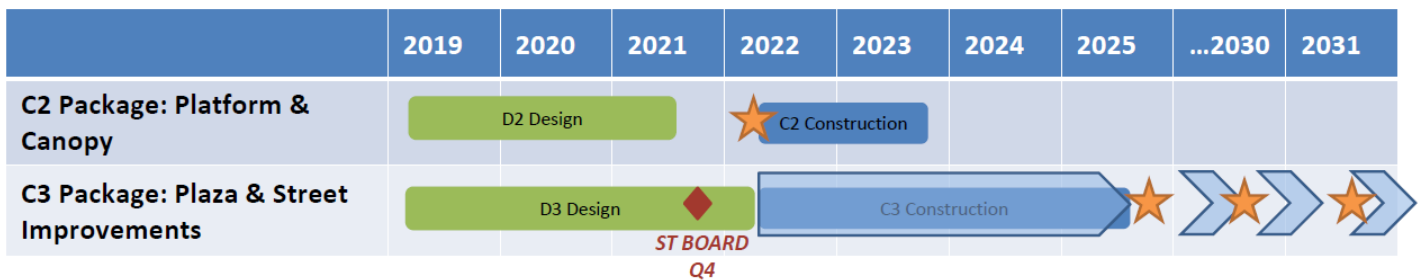 2019 2020 2021 2022 2023 2024 2025 ...2030 2031
C2 Package: Platform &
Canopy
D2 Design
C2 Construction
C3 Package: Plaza & Street
Improvements
D3 Design
C3 Construction
ST BOARD
Q4